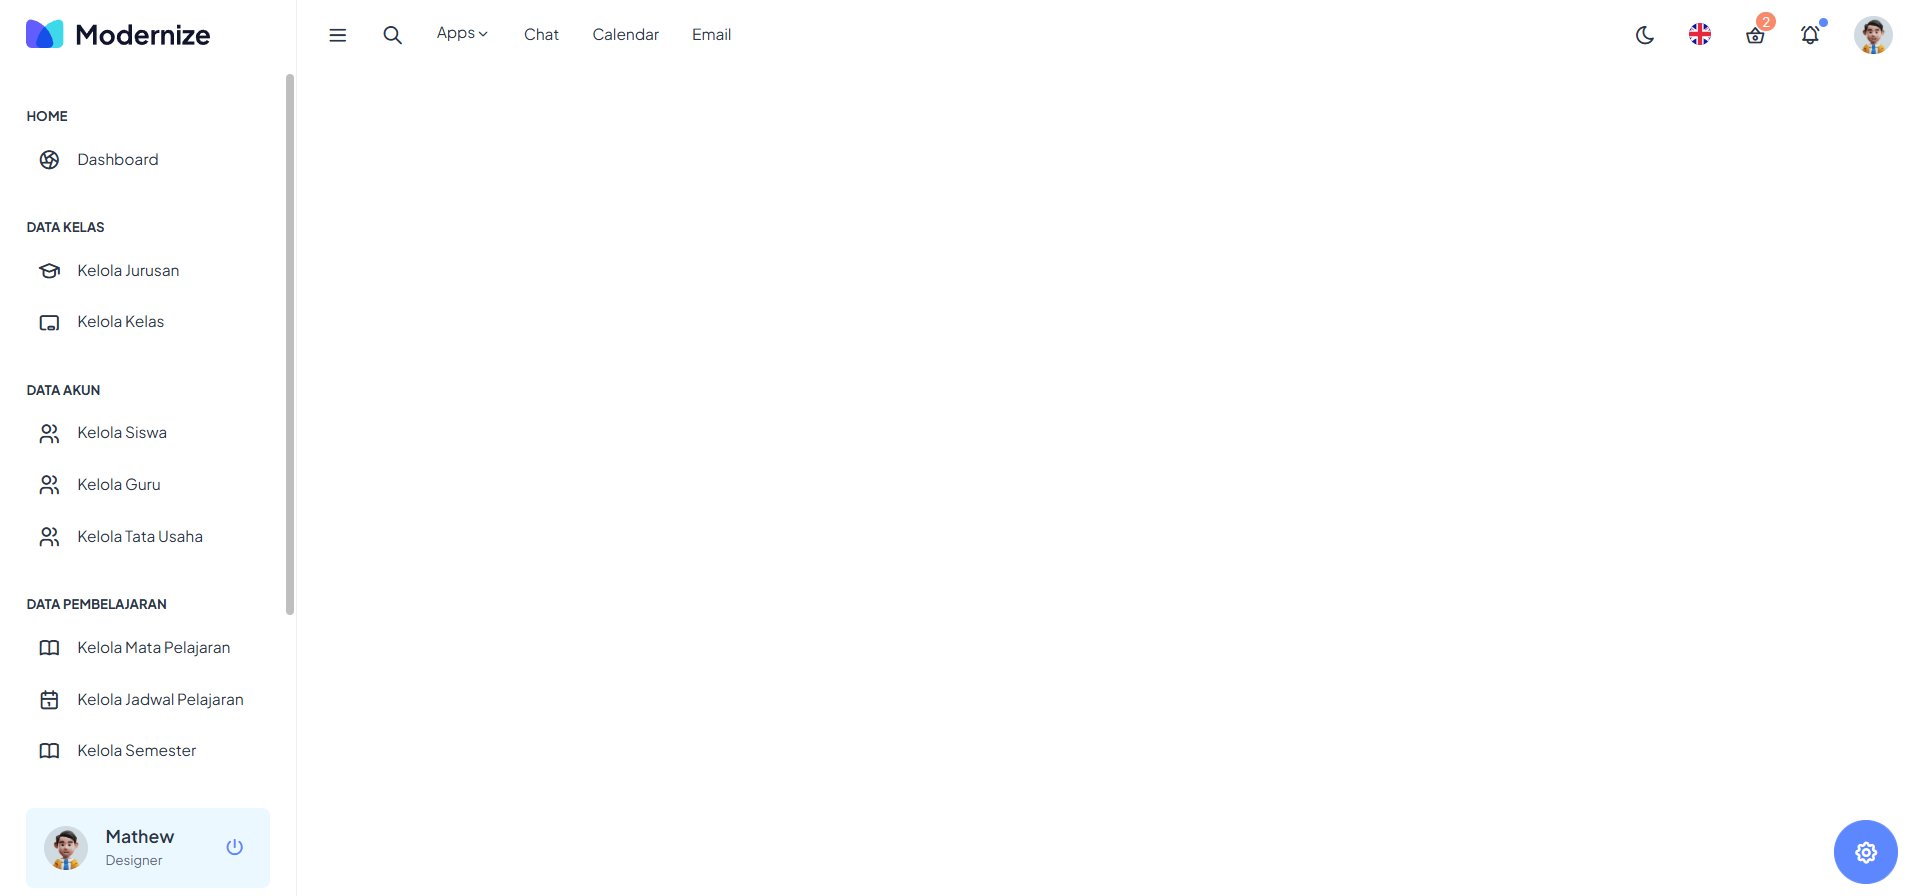 Modernize
Apps
Chat
Calendar
Email
2
HOME
Dashboard
DATA KELAS
Kelola Jurusan
Kelola Kelas
DATA AKUN
Kelola Siswa
Kelola Guru
Kelola Tata Usaha
DATA PEMBELAJARAN
Kelola Mata Pelajaran
Kelola Jadwal Pelajaran
Kelola Semester
Mathew
Designer